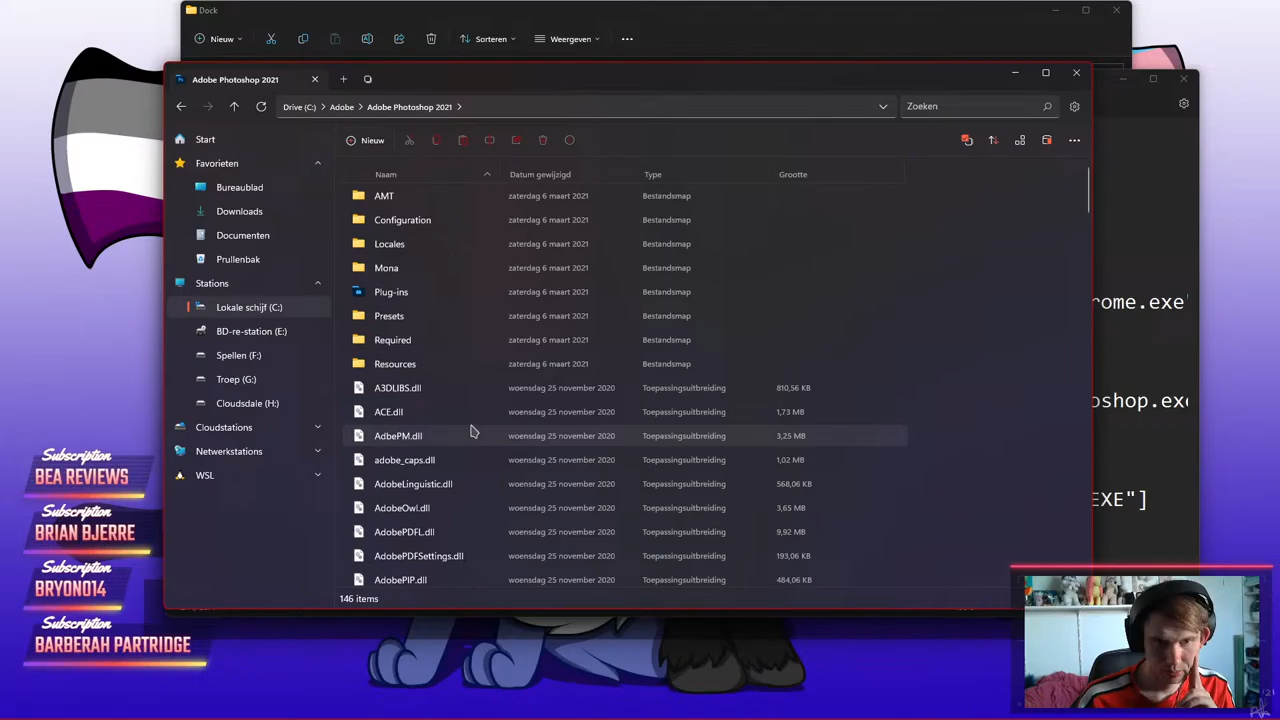 Dock
Nieuw
Sorteren
Weergeven
Adobe Photoshop 2021
Drive (C:) Adobe Adobe Photoshop 2021
Zoeken
Nieuw
Start
Favorieten
Bureaublad
Downloads
Documenten
Prullenbak
Stations
Lokale schijf (C:)
BD-re-station (E:)
Spellen (F:)
Troep (G:)
Cloudsdale (H:)
Cloudstations
Netwerkstations
WSL
Naam Datum gewijzigd Type Grootte
AMT zaterdag 6 maart 2021 Bestandsmap
Configuration zaterdag 6 maart 2021 Bestandsmap
Locales zaterdag 6 maart 2021 Bestandsmap
Mona zaterdag 6 maart 2021 Bestandsmap
Plug-ins zaterdag 6 maart 2021 Bestandsmap
Presets zaterdag 6 maart 2021 Bestandsmap
Required zaterdag 6 maart 2021 Bestandsmap
Resources zaterdag 6 maart 2021 Bestandsmap
A3DLIBS.dll woensdag 25 november 2020 Toepassingsuitbreiding 810,56 KB
ACE.dll woensdag 25 november 2020 Toepassingsuitbreiding 1,73 MB
AdbePM.dll woensdag 25 november 2020 Toepassingsuitbreiding 3,25 MB
adobe_caps.dll woensdag 25 november 2020 Toepassingsuitbreiding 1,02 MB
AdobeLinguistic.dll woensdag 25 november 2020 Toepassingsuitbreiding 568,06 KB
AdobeOwl.dll woensdag 25 november 2020 Toepassingsuitbreiding 3,65 MB
AdobePDFL.dll woensdag 25 november 2020 Toepassingsuitbreiding 9,92 MB
AdobePDFSettings.dll woensdag 25 november 2020 Toepassingsuitbreiding 193,06 KB
AdobePIP.dll woensdag 25 november 2020 Toepassingsuitbreiding 484,06 KB
146 items
rome.exe"
oshop.exe
EXE"]
Subscription
BEA REVIEWS
Subscription
BRIAN BJERRE
Subscription
BRYONO14
Subscription
BARBERAH PARTRIDGE